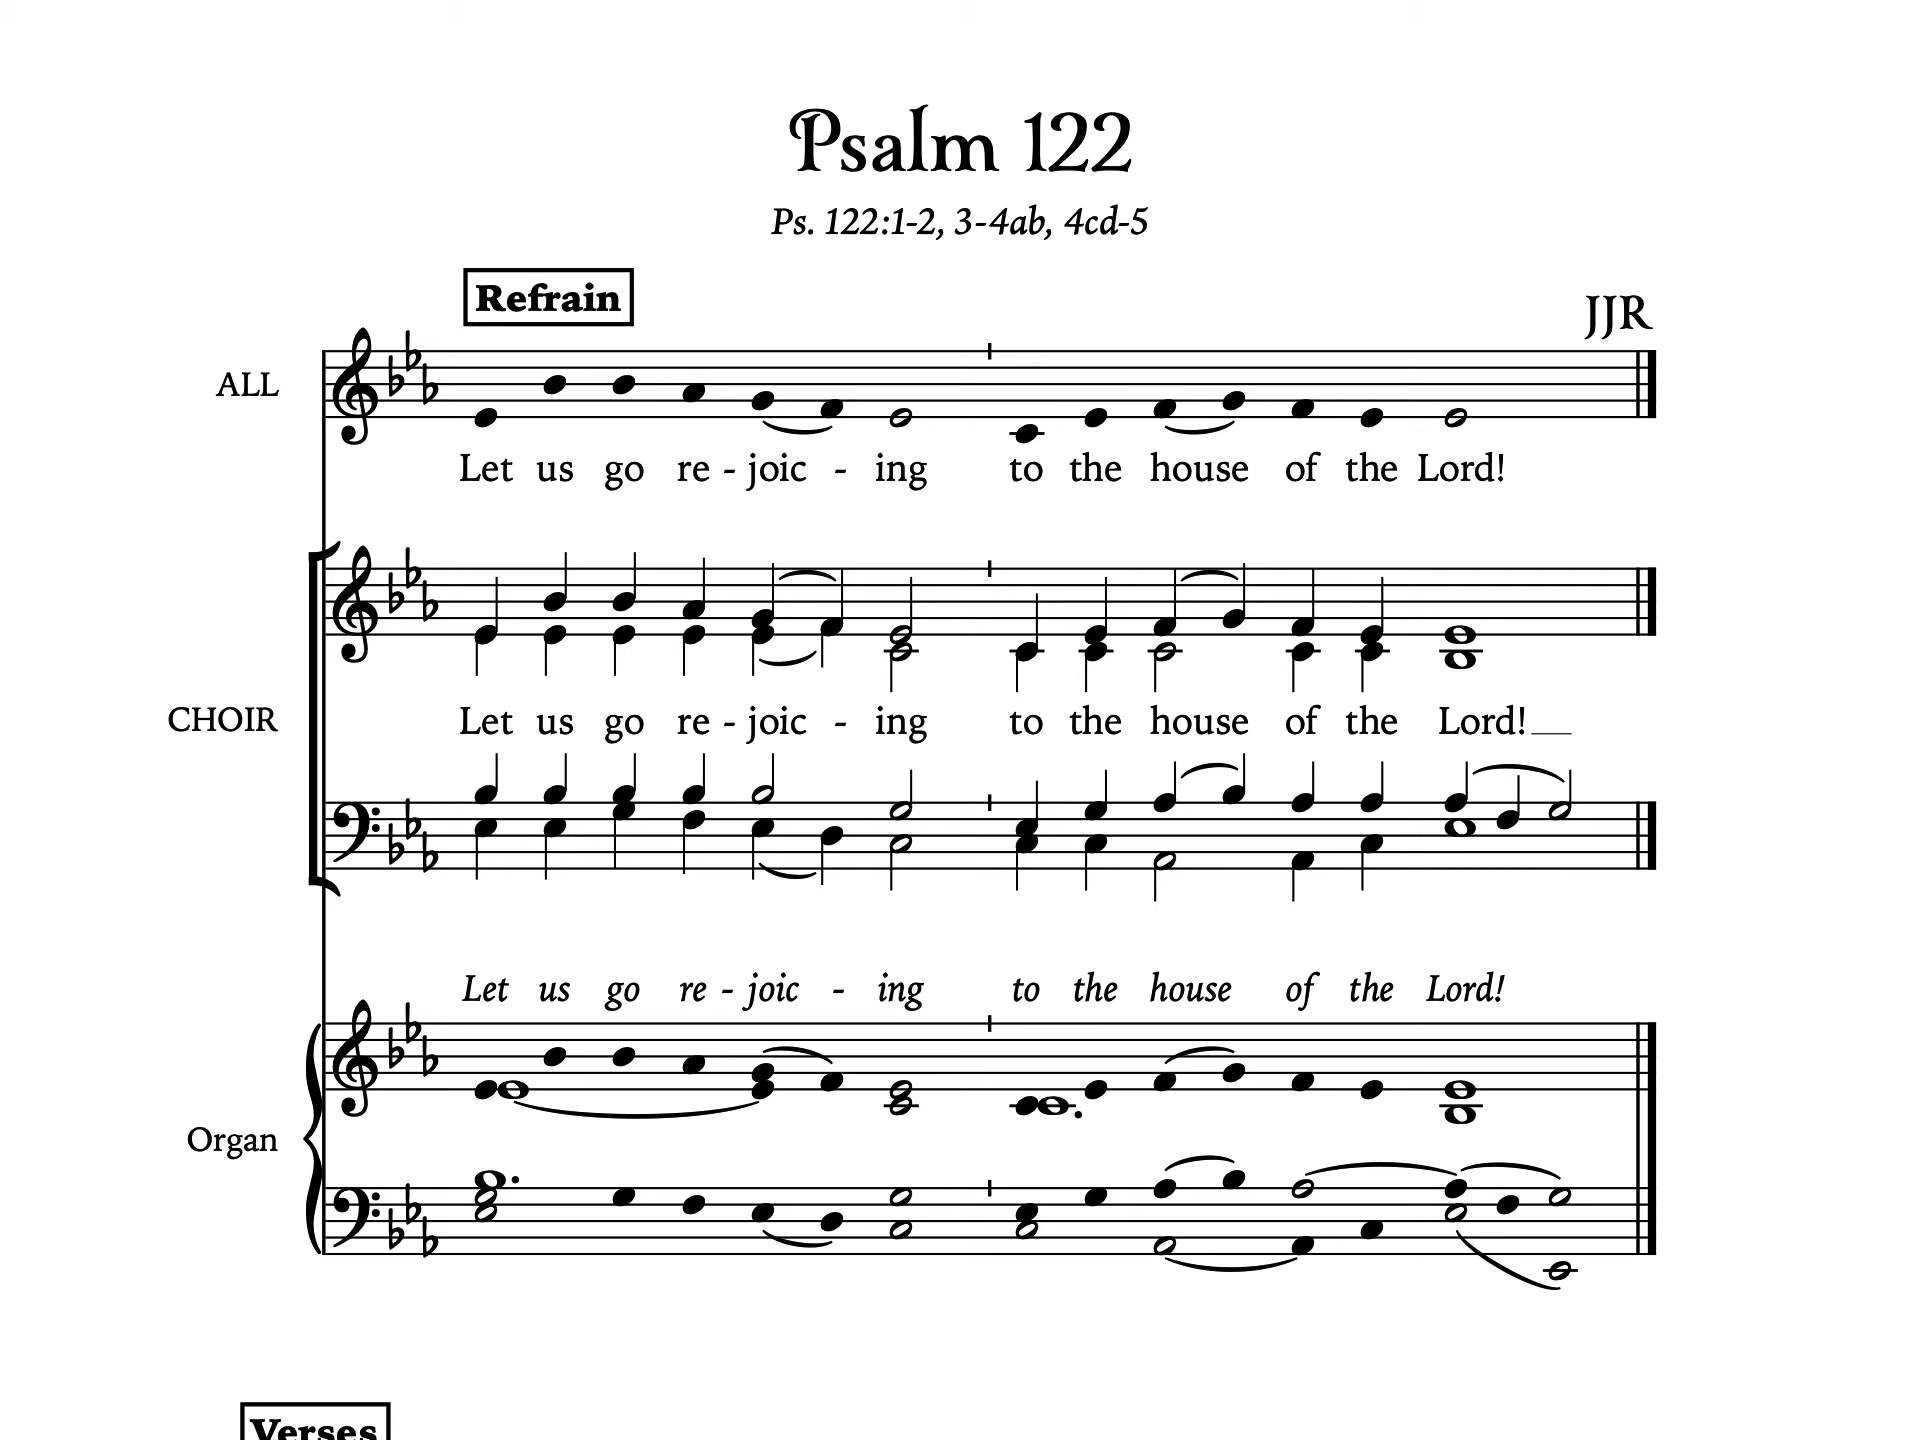 Psalm 122
Ps. 122:1-2, 3-4ab, 4cd-5
Refrain
JJR
ALL
Let us go re - joic - ing to the house of the Lord!
CHOIR
Let us go re - joic - ing to the house of the Lord!__
Let us go re - joic - ing to the house of the Lord!
Organ
Verses